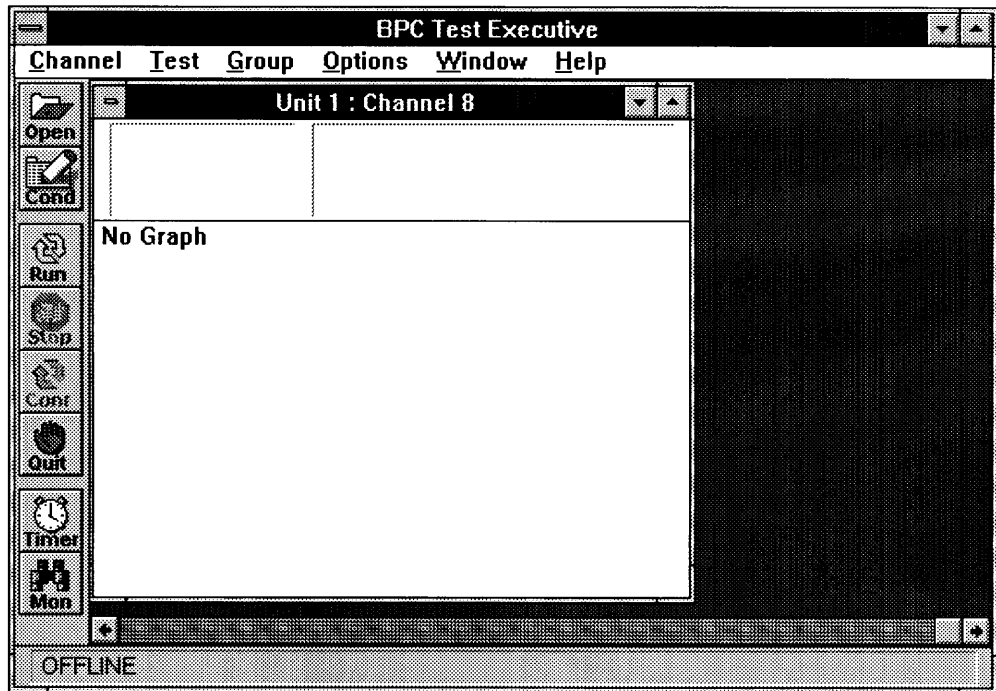 BPC Test Executive
Channel Test Group Options Window Help
Open
Cond
Run
Stop
Cont
Quit
Timer
Mon
Unit 1 : Channel 8
No Graph
OFFLINE